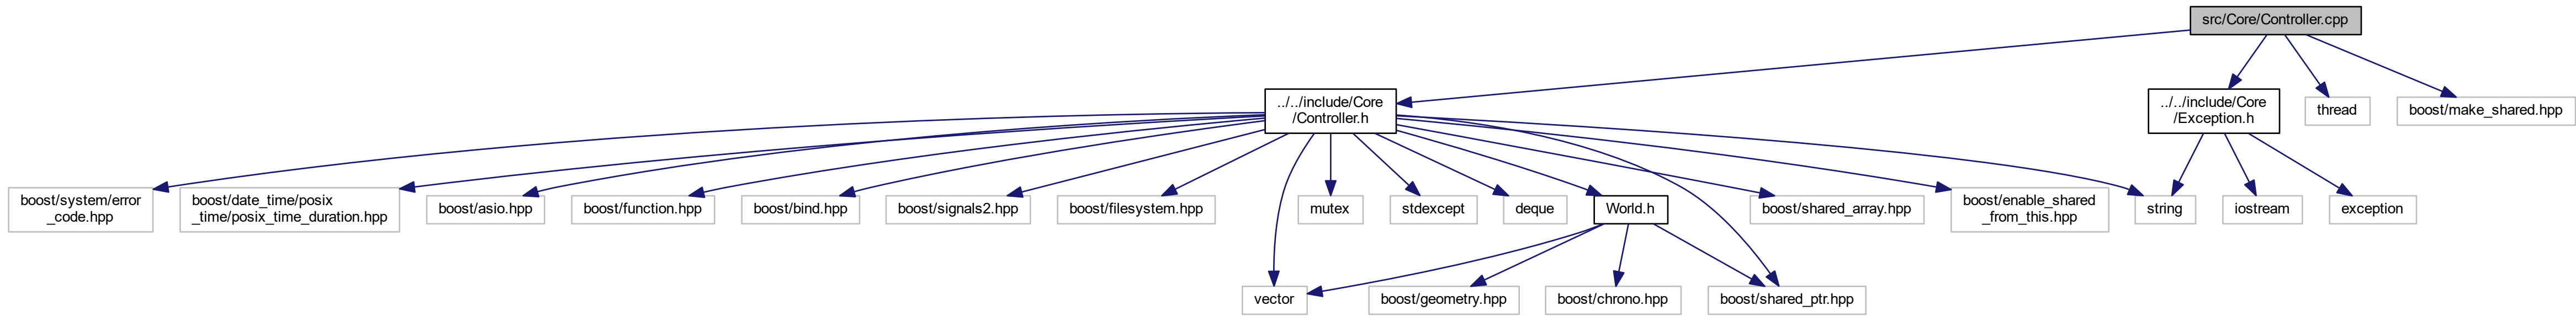 src/Core/Controller.cpp
../../include/Core
/Controller.h
../../include/Core
/Exception.h
thread
boost/make_shared.hpp
boost/system/error
_code.hpp
boost/date_time/posix
_time/posix_time_duration.hpp
boost/asio.hpp
boost/function.hpp
boost/bind.hpp
boost/signals2.hpp
boost/filesystem.hpp
mutex
stdexcept
deque
World.h
boost/shared_array.hpp
boost/enable_shared
_from_this.hpp
string
iostream
exception
vector
boost/geometry.hpp
boost/chrono.hpp
boost/shared_ptr.hpp